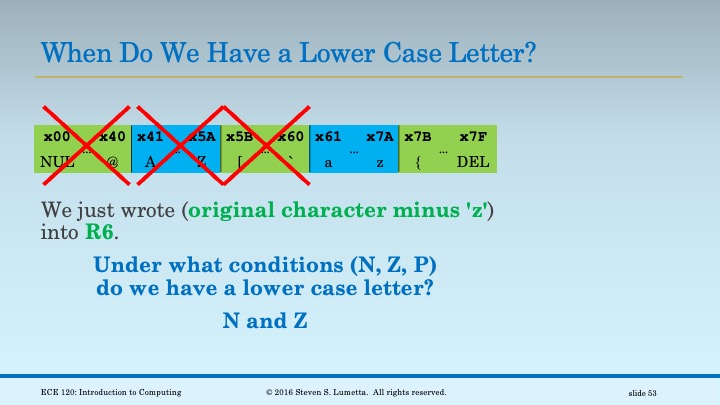 When Do We Have a Lower Case Letter?
x00 x40 x41 x5A x5B x60 x61 x7A x7B x7F
NUL ... @ A ... Z [ ... ` a ... z { ... DEL
We just wrote (original character minus 'z')
into R6.
Under what conditions (N, Z, P)
do we have a lower case letter?
N and Z
ECE 120: Introduction to Computing © 2016 Steven S. Lumetta. All rights reserved. slide 53